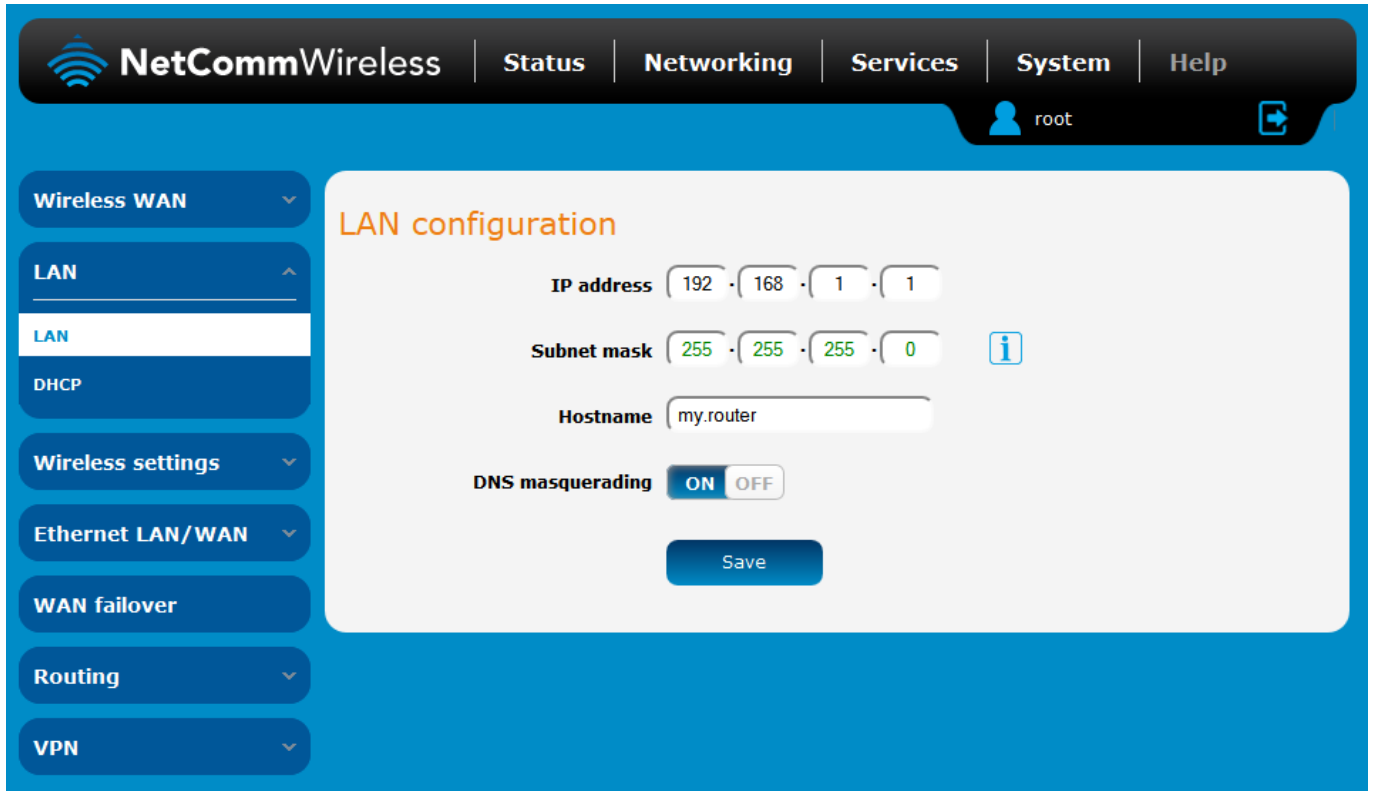 NetCommWireless Status Networking Services System Help
root
Wireless WAN
LAN
LAN
DHCP
Wireless settings
Ethernet LAN/WAN
WAN failover
Routing
VPN
LAN configuration
IP address 192 · 168 · 1 · 1
Subnet mask 255 · 255 · 255 · 0 i
Hostname my.router
DNS masquerading ON OFF
Save